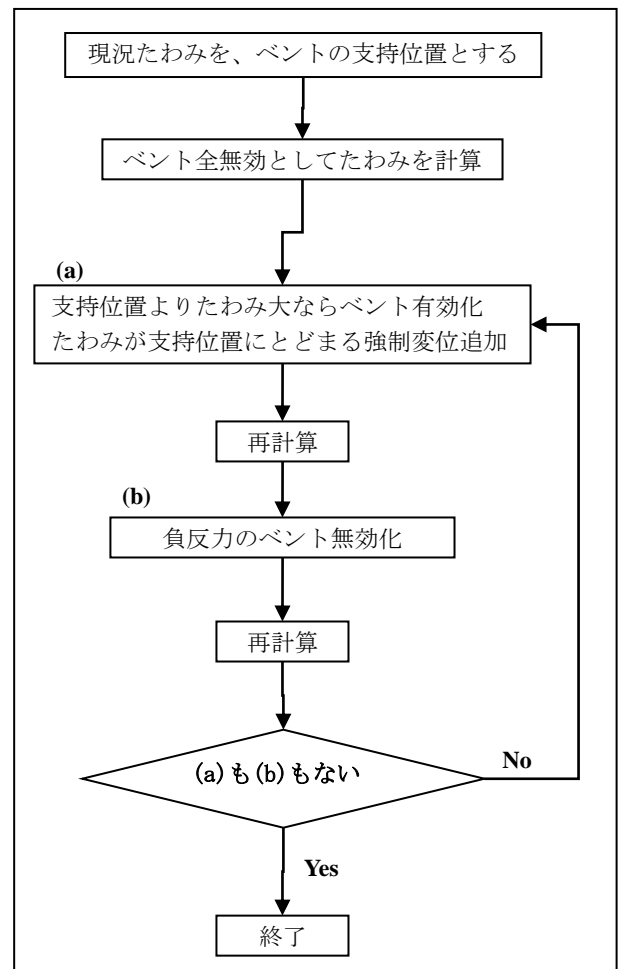 現況たわみを、ベントの支持位置とする
ベント全無効としてたわみを計算
(a)
支持位置よりたわみ大ならベント有効化
たわみが支持位置にとどまる強制変位追加
再計算
(b)
負反力のベント無効化
再計算
(a)も(b)もない
No
Yes
終了